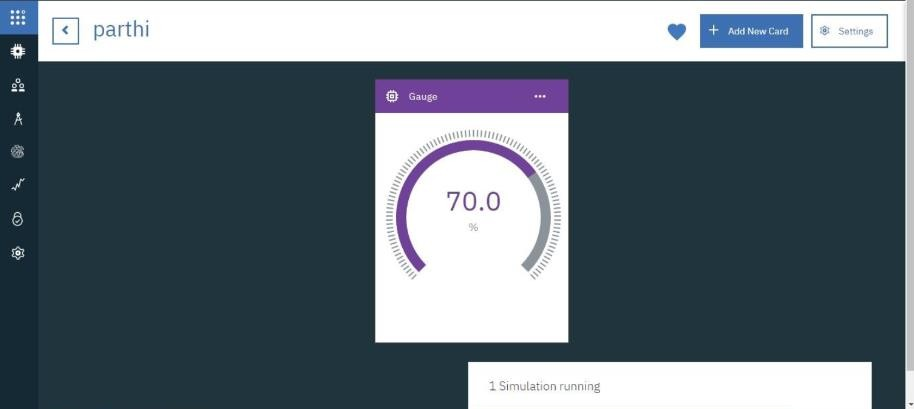 parthi
Add New Card
Settings
Gauge
70.0
%
1 Simulation running